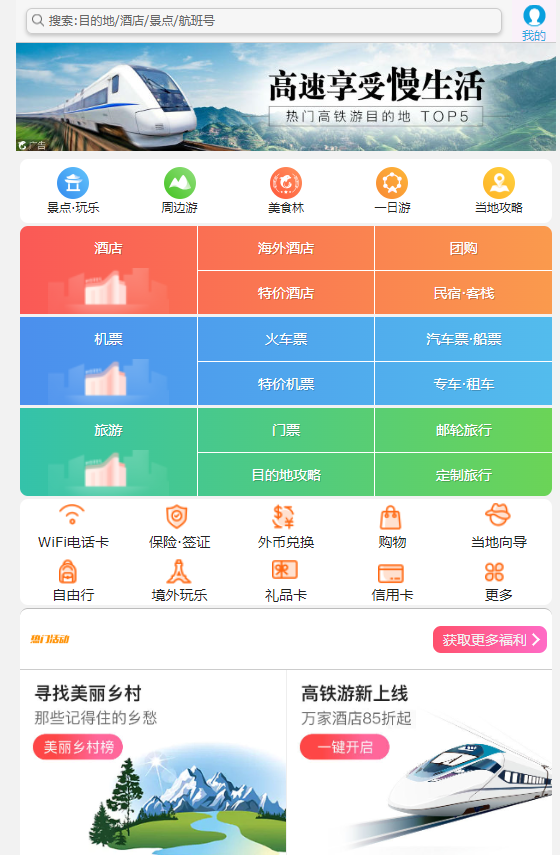 搜索:目的地/酒店/景点/航班号
我的
高速享受慢生活
热门高铁游目的地 TOP5
广告
景点·玩乐 周边游 美食林 一日游 当地攻略
酒店 海外酒店 团购
特价酒店 民宿·客栈
机票 火车票 汽车票·船票
特价机票 专车·租车
旅游 门票 邮轮旅行
目的地攻略 定制旅行
WiFi电话卡 保险·签证 外币兑换 购物 当地向导
自由行 境外玩乐 礼品卡 信用卡 更多
热门活动 获取更多福利
寻找美丽乡村
那些记得住的乡愁
美丽乡村榜
高铁游新上线
万家酒店85折起
一键开启